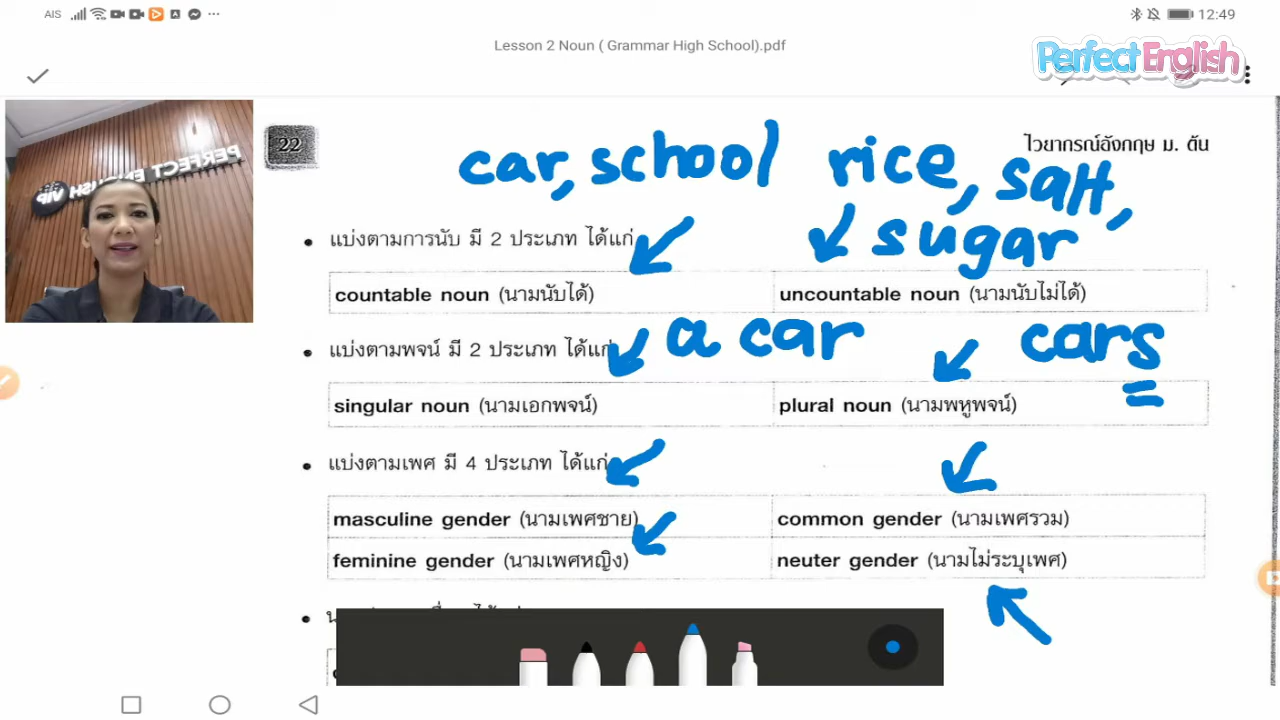 AIS
12:49
Lesson 2 Noun ( Grammar High School).pdf
Perfect English
PERFECT ENGLISH VIP
22
ไวยากรณ์อังกฤษ ม. ต้น
car, school
rice, salt,
sugar
แบ่งตามการนับ มี 2 ประเภท ได้แก่
countable noun (นามนับได้)
uncountable noun (นามนับไม่ได้)
a car
cars
แบ่งตามพจน์ มี 2 ประเภท ได้แก่
singular noun (นามเอกพจน์)
plural noun (นามพหูพจน์)
แบ่งตามเพศ มี 4 ประเภท ได้แก่
masculine gender (นามเพศชาย)
common gender (นามเพศรวม)
feminine gender (นามเพศหญิง)
neuter gender (นามไม่ระบุเพศ)